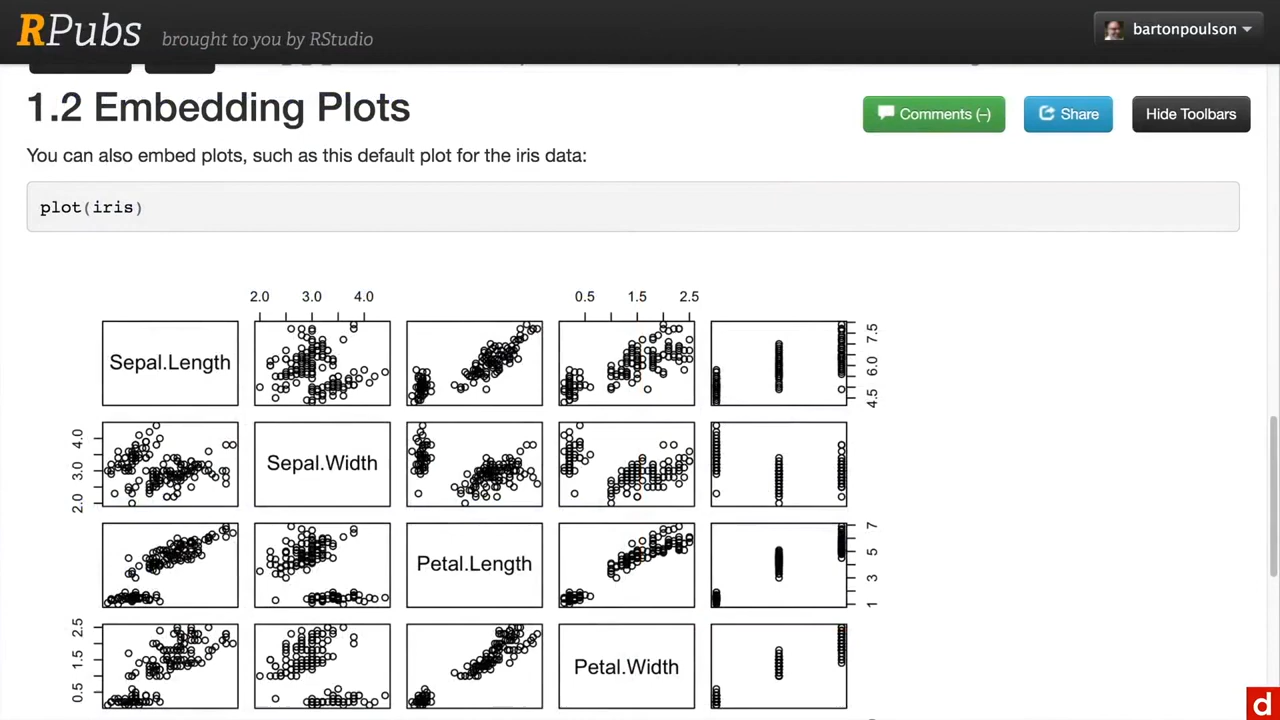 RPubs brought to you by RStudio
bartonpoulson
1.2 Embedding Plots
Comments (–)
Share
Hide Toolbars
You can also embed plots, such as this default plot for the iris data:
plot(iris)
2.0 3.0 4.0 0.5 1.5 2.5
Sepal.Length
4.5 6.0 7.5
2.0 3.0 4.0
Sepal.Width
Petal.Length
1 3 5 7
0.5 1.5 2.5
Petal.Width
d